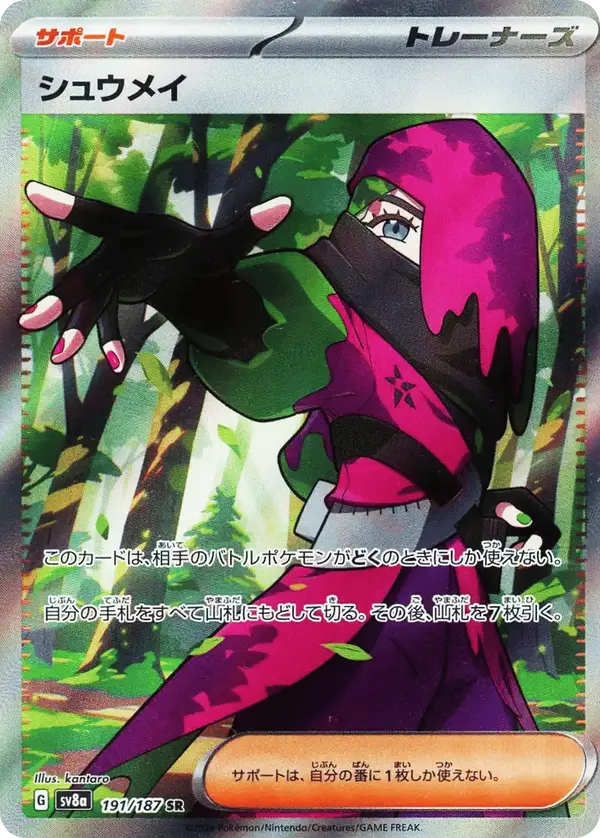 サポート トレーナーズ
シュウメイ
このカードは、相手のバトルポケモンがどくのときにしか使えない。
自分の手札をすべて山札にもどして切る。その後、山札を7枚引く。
Illus. kantaro
サポートは、自分の番に1枚しか使えない。
G sv8a 191/187 SR
©2024 Pokémon/Nintendo/Creatures/GAME FREAK.